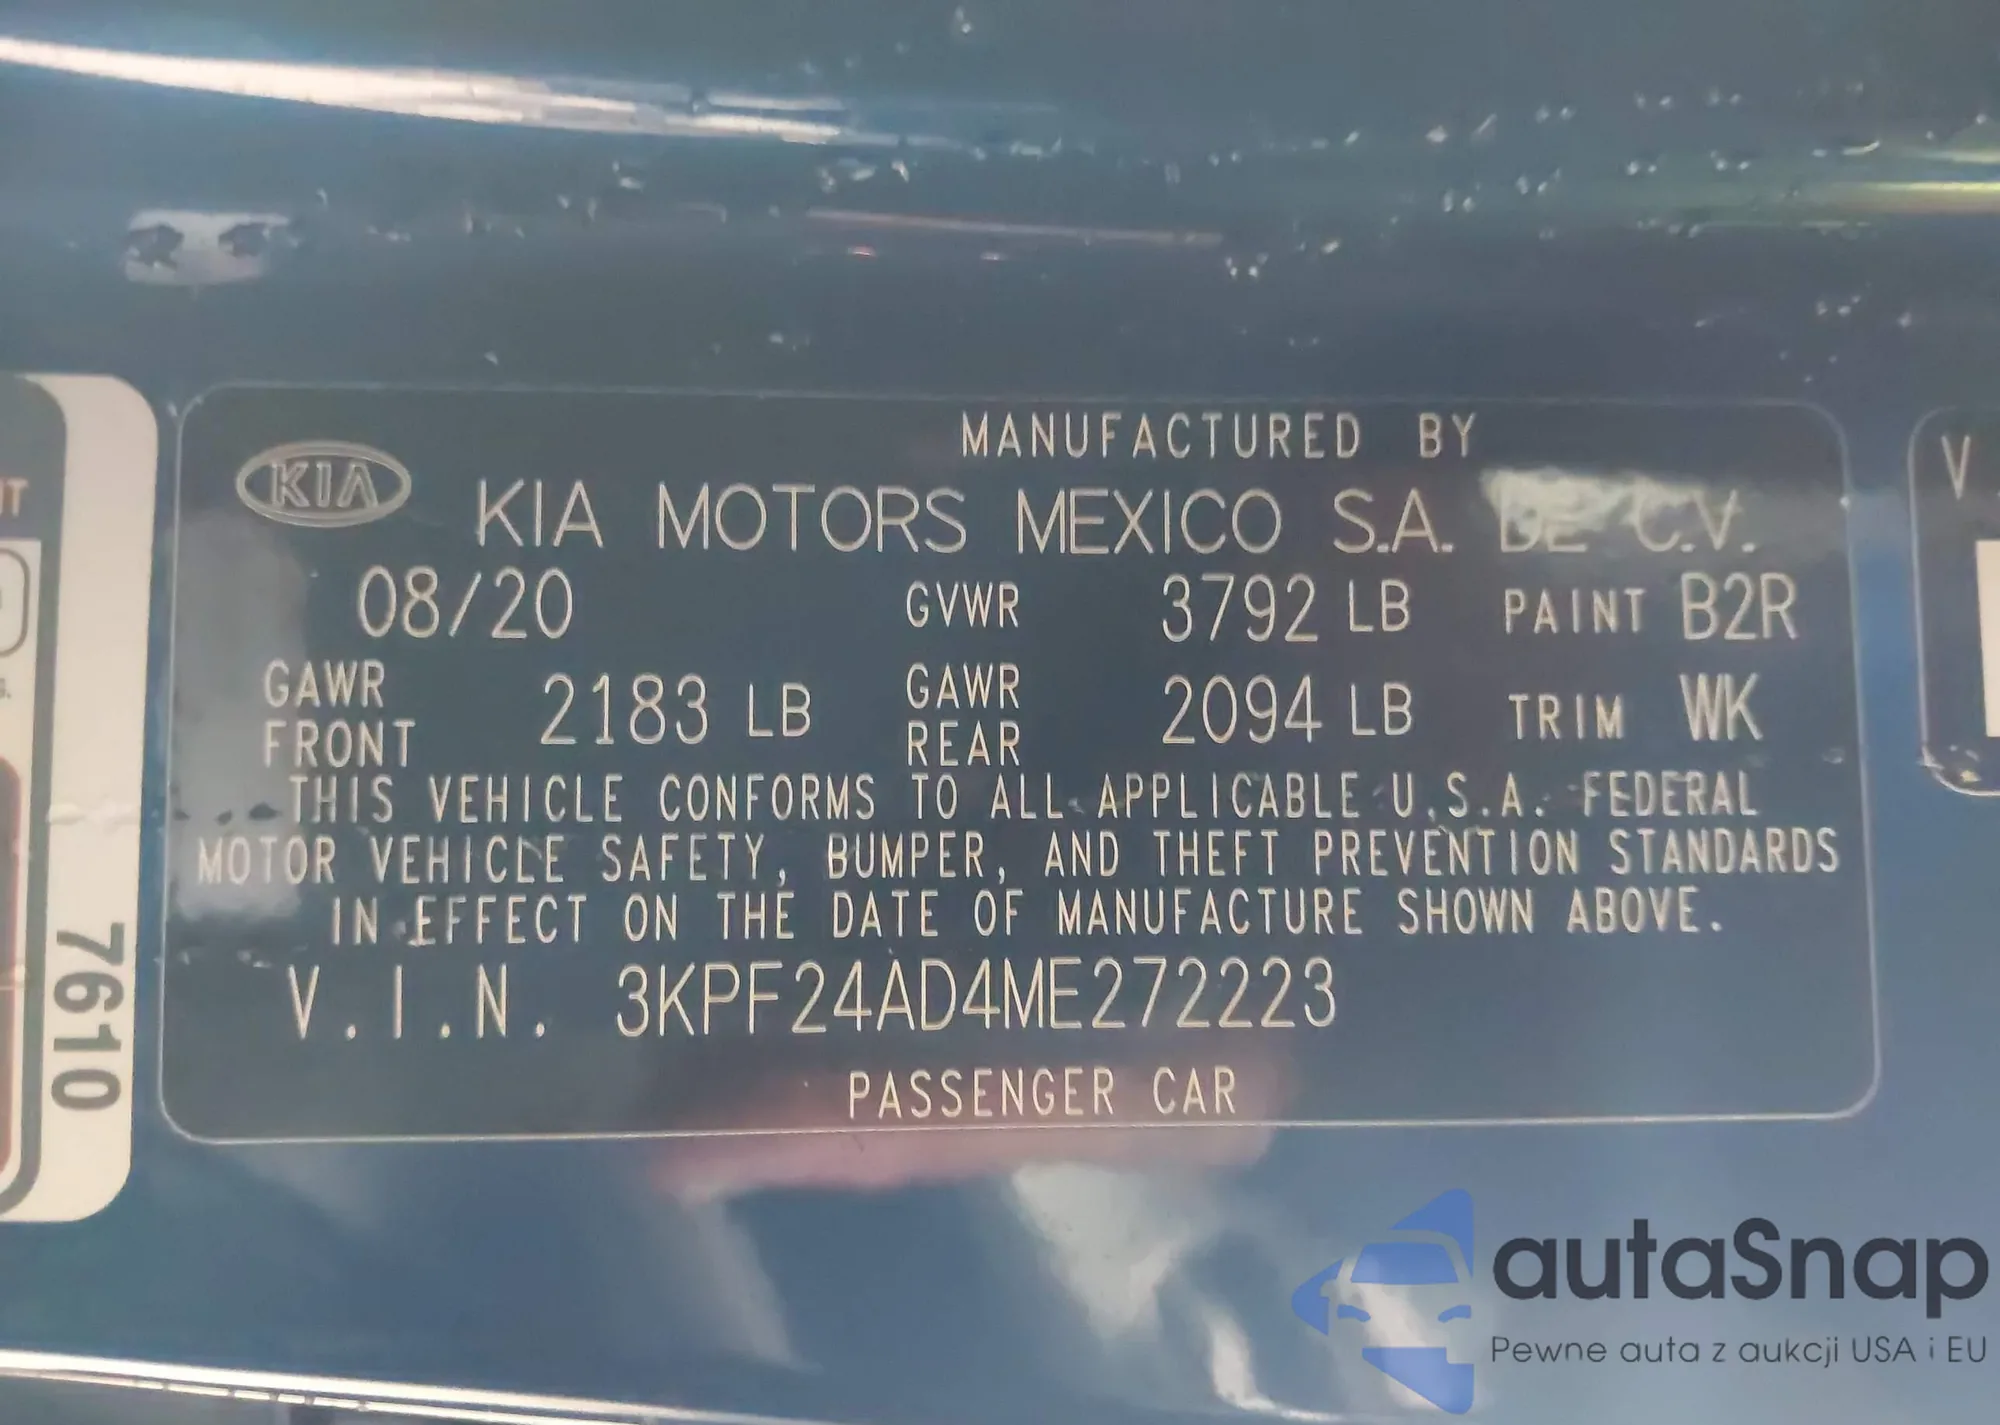 MANUFACTURED BY
KIA KIA MOTORS MEXICO S.A. DE C.V.
08/20 GVWR 3792 LB PAINT B2R
GAWR FRONT 2183 LB GAWR REAR 2094 LB TRIM WK
THIS VEHICLE CONFORMS TO ALL APPLICABLE U.S.A. FEDERAL
MOTOR VEHICLE SAFETY, BUMPER, AND THEFT PREVENTION STANDARDS
IN EFFECT ON THE DATE OF MANUFACTURE SHOWN ABOVE.
V.I.N. 3KPF24AD4ME272223
PASSENGER CAR
7610
autaSnap
Pewne auta z aukcji USA i EU